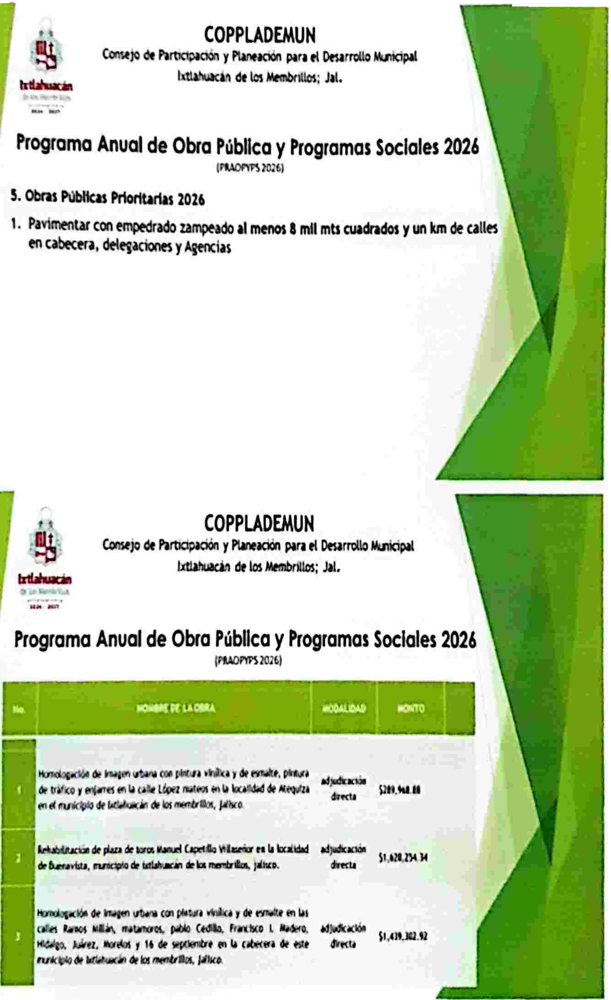 COPPLADEMUN
Consejo de Participación y Planeación para el Desarrollo Municipal
Ixtlahuacán de los Membrillos; Jal.
Ixtlahuacán
2024 - 2027
Programa Anual de Obra Pública y Programas Sociales 2026
(PRAOPYPS 2026)
5. Obras Públicas Prioritarias 2026
1. Pavimentar con empedrado zampeado al menos 8 mil mts cuadrados y un km de calles
en cabecera, delegaciones y Agencias
COPPLADEMUN
Consejo de Participación y Planeación para el Desarrollo Municipal
Ixtlahuacán de los Membrillos; Jal.
Ixtlahuacán
de los Membrillos
2024 - 2027
Programa Anual de Obra Pública y Programas Sociales 2026
(PRAOPYPS 2026)
No. NOMBRE DE LA OBRA MODALIDAD MONTO
1
Homologación de imagen urbana con pintura vinílica y de esmalte, pintura
de tráfico y enjarres en la calle López mateos en la localidad de Atequiza
en el municipio de Ixtlahuacán de los membrillos, Jalisco.
adjudicación
directa
2
Rehabilitación de plaza de toros Manuel Capetillo Villaseñor en la localidad
de Buenavista, municipio de Ixtlahuacán de los membrillos, Jalisco.
adjudicación
directa
3
Homologación de imagen urbana con pintura vinílica y de esmalte en las
calles Ramos Millán, matamoros, pablo Cedillo, Francisco I. Madero,
Hidalgo, Juárez, Morelos y 16 de septiembre en la cabecera de este
municipio de Ixtlahuacán de los membrillos, Jalisco.
adjudicación
directa
$1,439,302.92